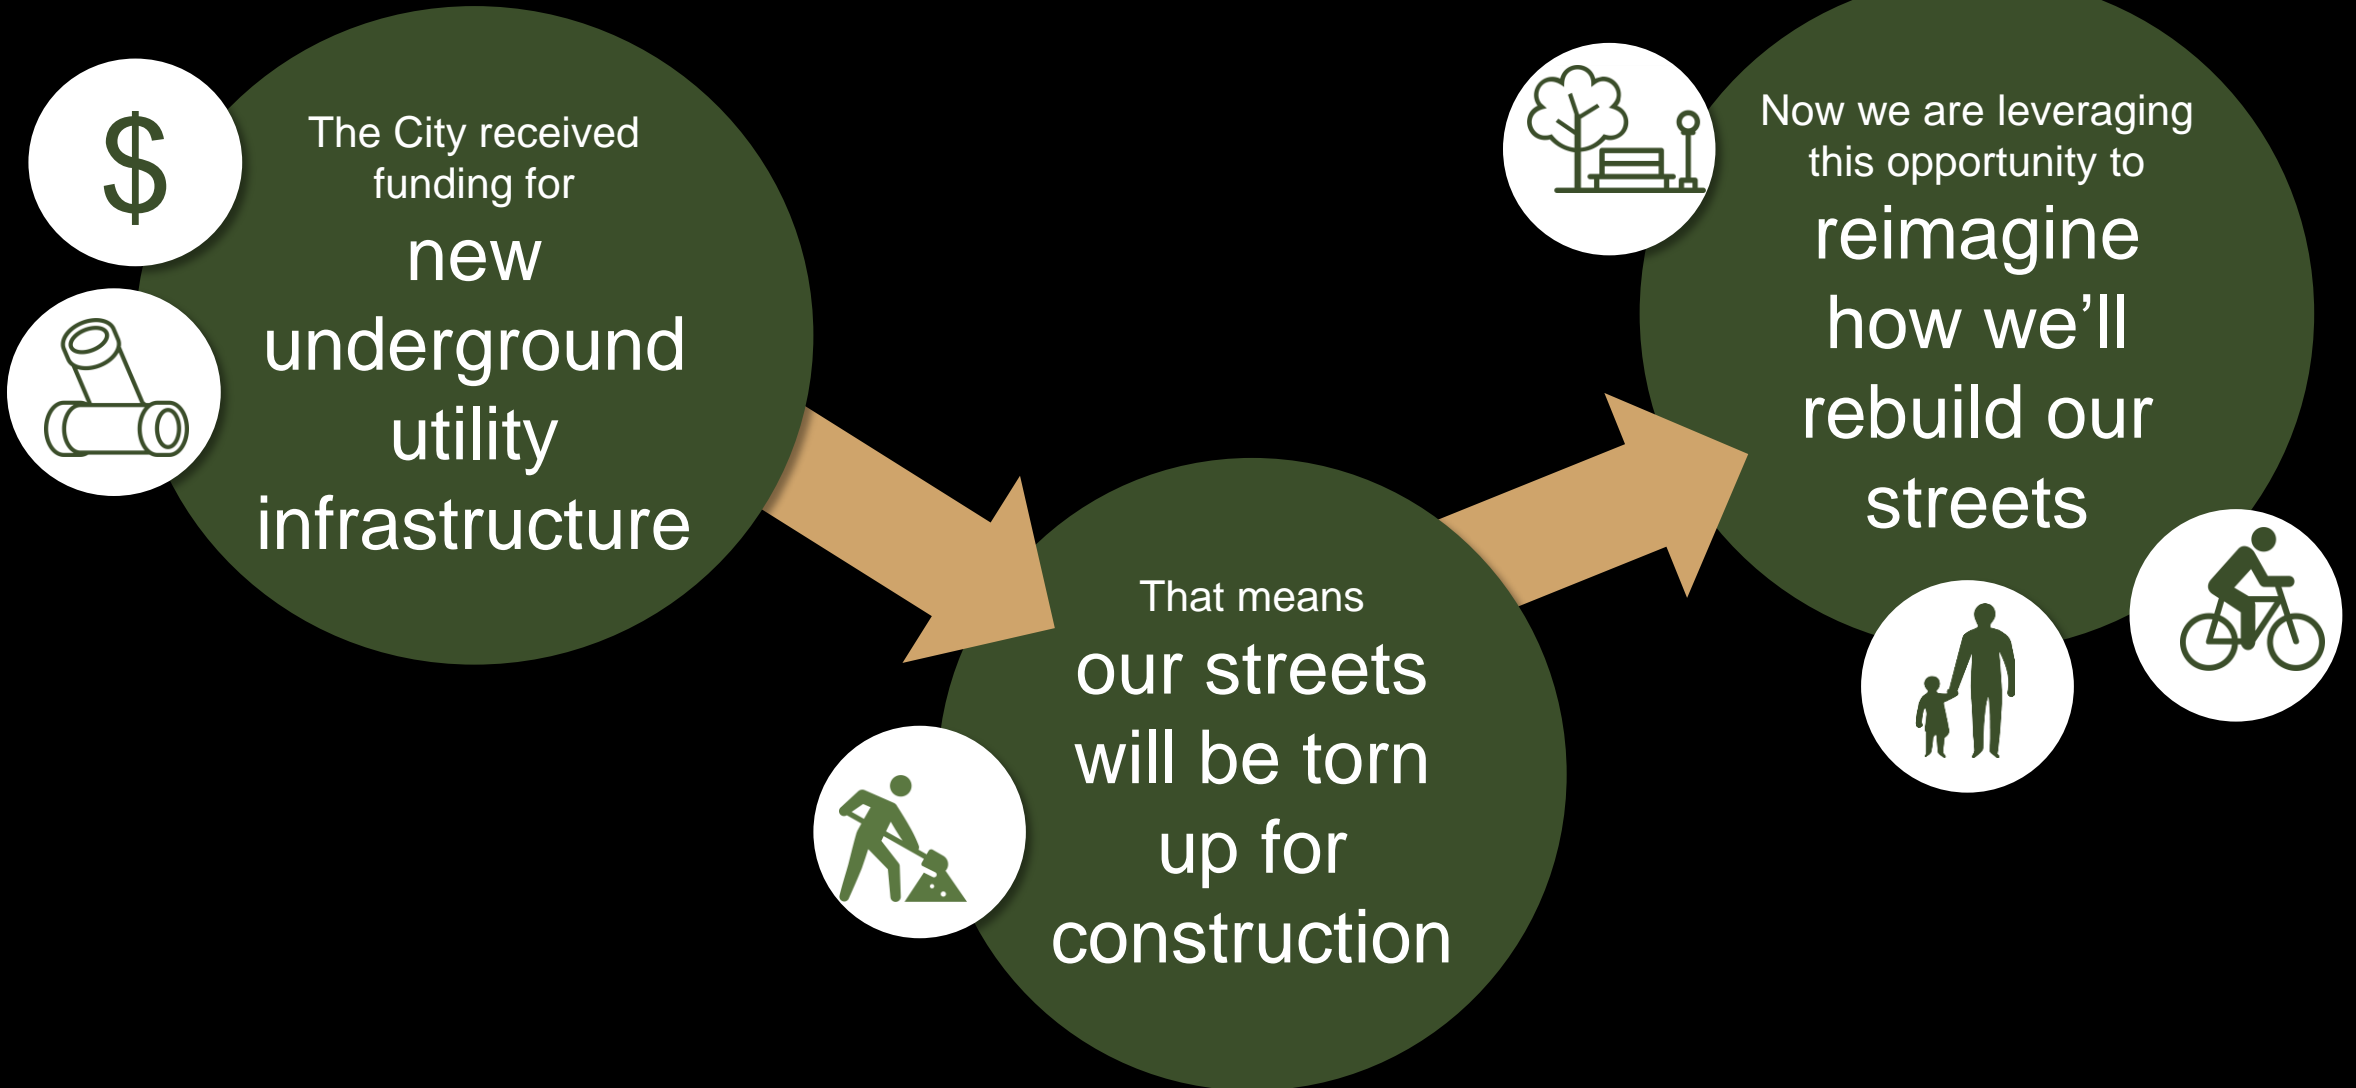 $
The City received
funding for
new
underground
utility
infrastructure
That means
our streets
will be torn
up for
construction
Now we are leveraging
this opportunity to
reimagine
how we’ll
rebuild our
streets